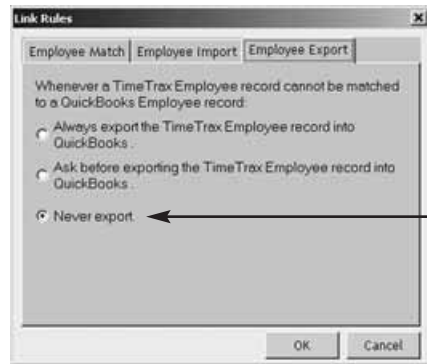 Link Rules
Employee Match Employee Import Employee Export
Whenever a TimeTrax Employee record cannot be matched
to a QuickBooks Employee record:
Always export the TimeTrax Employee record into
QuickBooks .
Ask before exporting the TimeTrax Employee record into
QuickBooks .
Never export.
OK Cancel